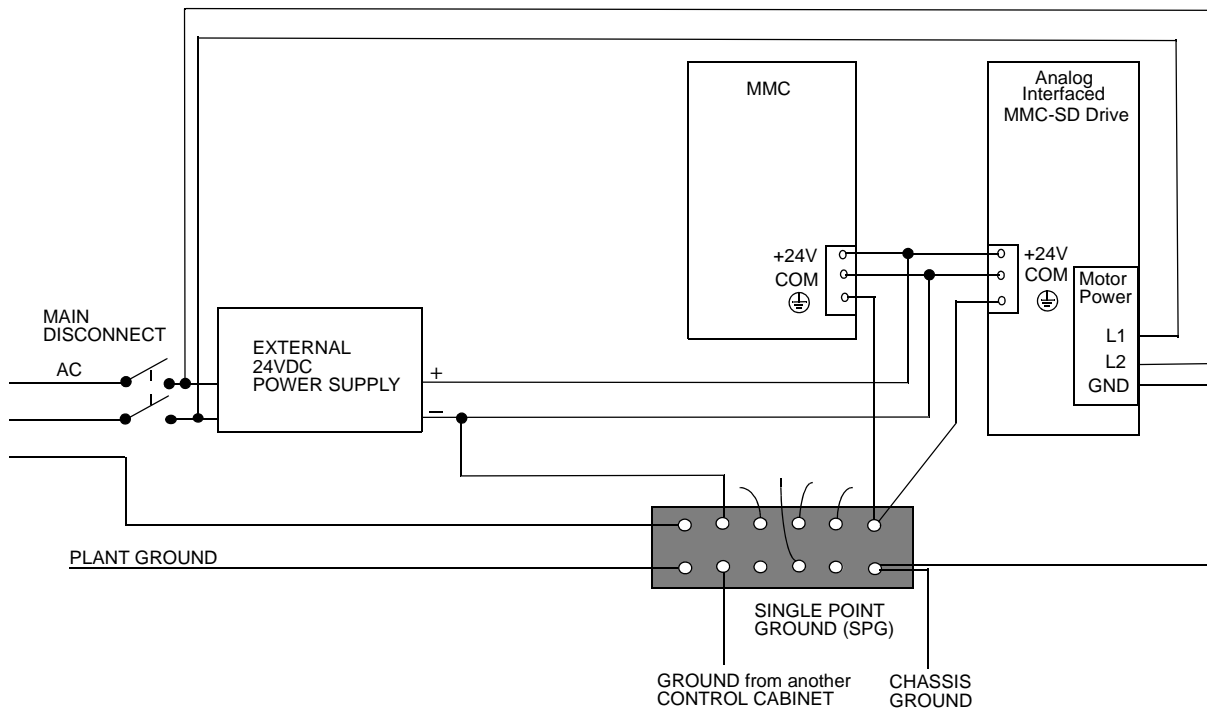 MMC
Analog
Interfaced
MMC-SD Drive
+24V
COM
+24V
COM
Motor
Power
L1
L2
GND
MAIN
DISCONNECT
AC
EXTERNAL
24VDC
POWER SUPPLY
+
–
PLANT GROUND
SINGLE POINT
GROUND (SPG)
GROUND from another
CONTROL CABINET
CHASSIS
GROUND